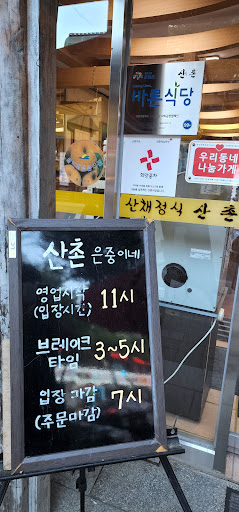 산촌
바른식당
우리동네
나눔가게
산채정식 산촌
산촌 은중이네
영업시작 11시
(입장시간)
브레이크 3~5시
타임
입장 마감 7시
(주문마감)